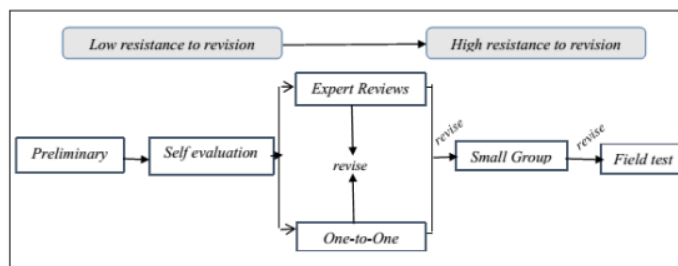 Low resistance to revision
High resistance to revision
Expert Reviews
Preliminary
Self evaluation
revise
revise
Small Group
revise
Field test
One-to-One